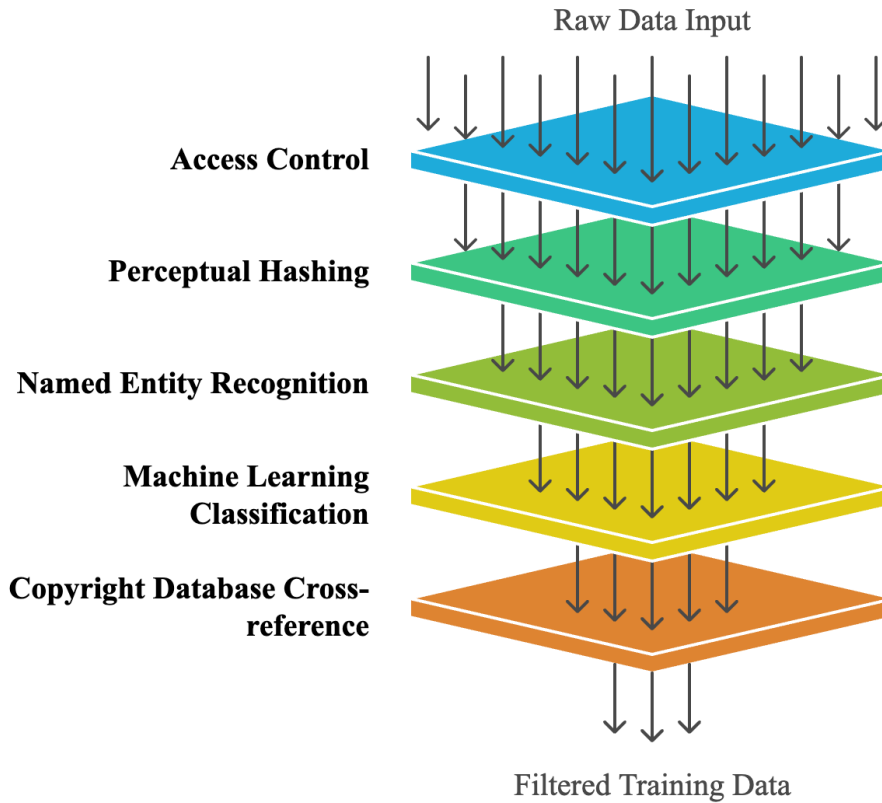 Raw Data Input
Access Control
Perceptual Hashing
Named Entity Recognition
Machine Learning
Classification
Copyright Database Cross-
reference
Filtered Training Data